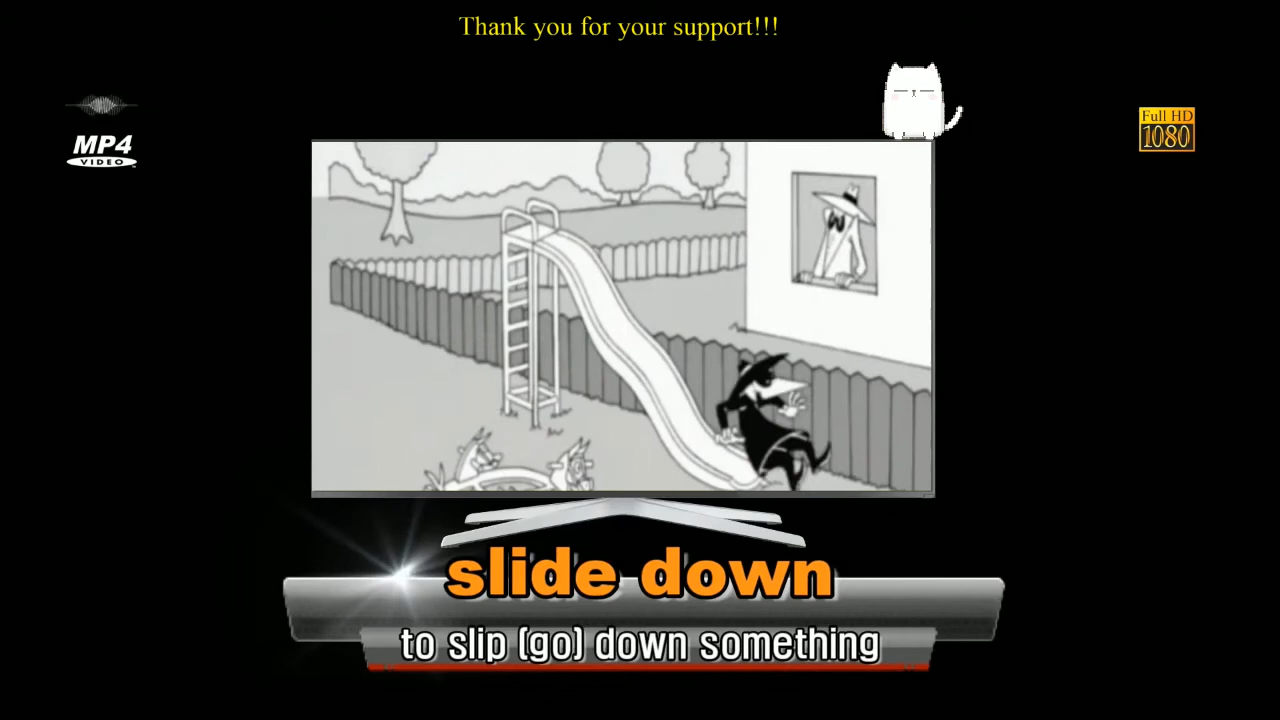 Thank you for your support!!!
MP4
VIDEO
Full HD
1080
slide down
to slip (go) down something